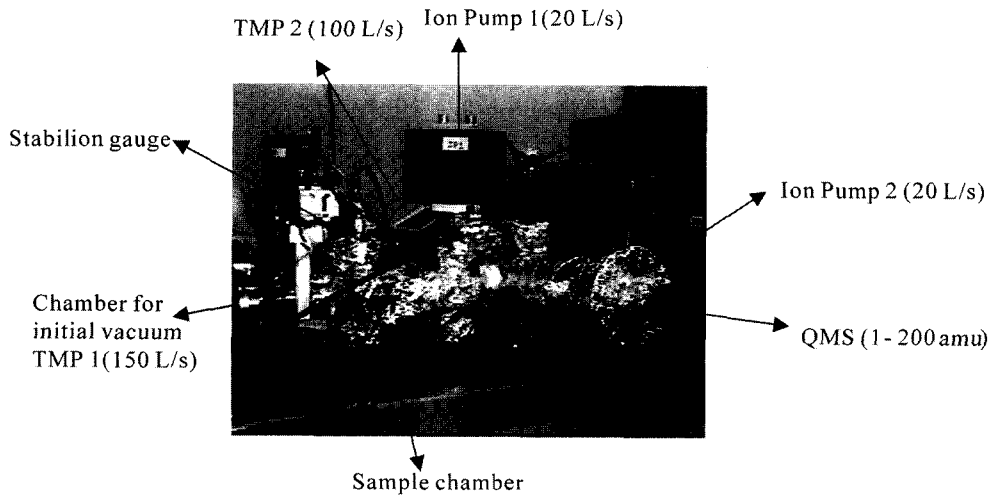 TMP 2 (100 L/s)
Ion Pump 1(20 L/s)
Stabilion gauge
Ion Pump 2 (20 L/s)
Chamber for
initial vacuum
TMP 1(150 L/s)
QMS (1-200 amu)
Sample chamber